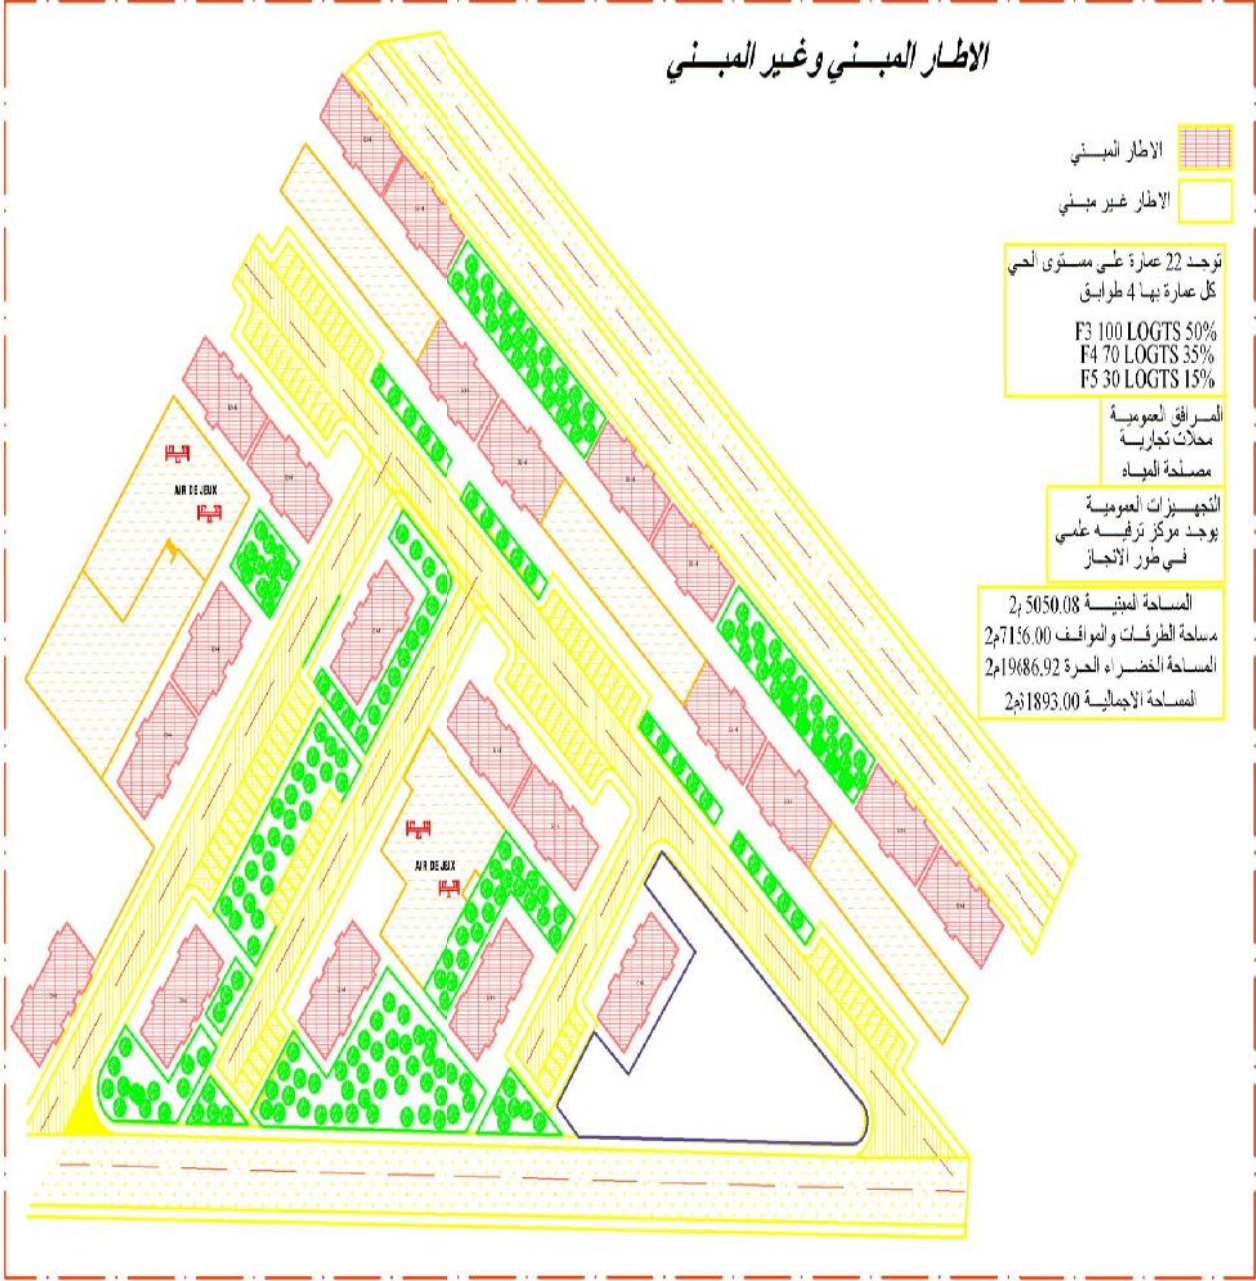 الاطار المبني وغير المبني
الاطار المبني
الاطار غير مبني
توجد 22 عمارة على مستوى الحي
كل عمارة بها 4 طوابق
F3 100 LOGTS 50%
F4 70 LOGTS 35%
F5 30 LOGTS 15%
المرافق العمومية
محلات تجارية
مصلحة المياه
التجهيزات العمومية
يوجد مركز ترفيه علمي
في طور الانجاز
المساحة المبنية 5050.08م2
مساحة الطرقات والمواقف 7156.00م2
المساحة الخضراء الحرة 19686.92م2
المساحة الاجمالية 31893.00م2
AIR DE JEUX
AIR DE JEUX